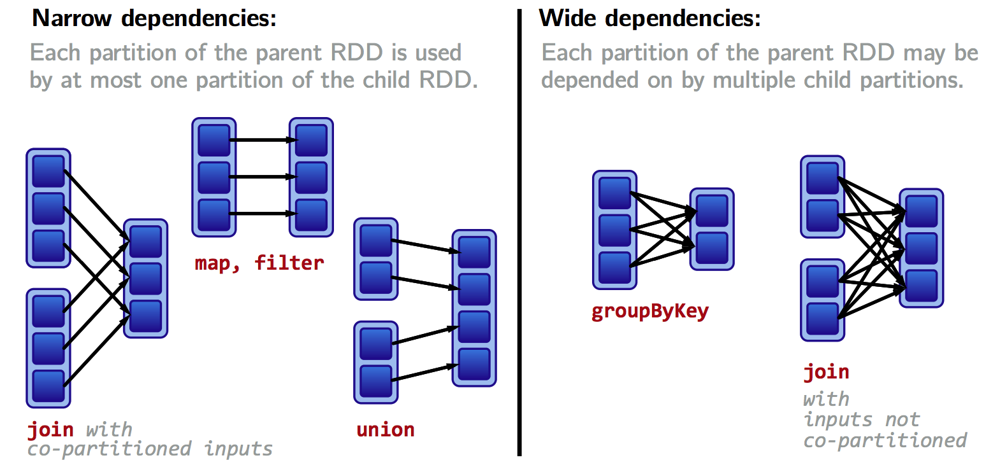 Narrow dependencies:
Each partition of the parent RDD is used
by at most one partition of the child RDD.
map, filter
join with
co-partitioned inputs
union
Wide dependencies:
Each partition of the parent RDD may be
depended on by multiple child partitions.
groupByKey
join
with
inputs not
co-partitioned